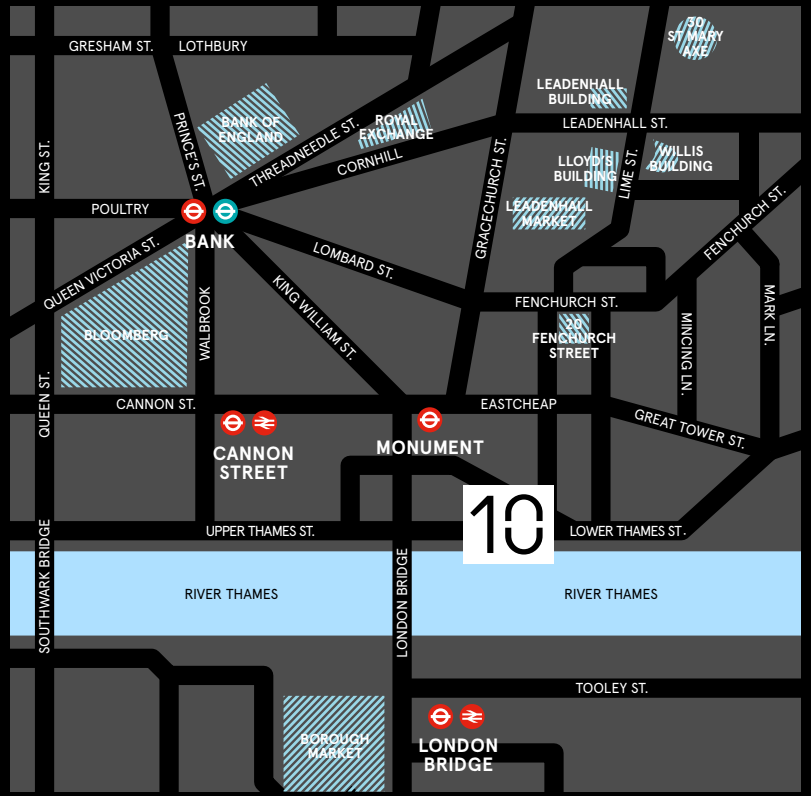 30
ST MARY
AXE
GRESHAM ST.
LOTHBURY
LEADENHALL
BUILDING
BANK OF
ENGLAND
ROYAL
EXCHANGE
LEADENHALL ST.
PRINCE'S ST.
THREADNEEDLE ST.
CORNHILL
KING ST.
GRACECHURCH ST.
LLOYD'S
BUILDING
LIME ST.
WILLIS
BUILDING
POULTRY
BANK
LEADENHALL
MARKET
FENCHURCH ST.
QUEEN VICTORIA ST.
LOMBARD ST.
KING WILLIAM ST.
WALBROOK
BLOOMBERG
FENCHURCH ST.
20
FENCHURCH
STREET
MINCING LN.
MARK LN.
QUEEN ST.
CANNON ST.
EASTCHEAP
GREAT TOWER ST.
CANNON
STREET
MONUMENT
10
UPPER THAMES ST.
LOWER THAMES ST.
SOUTHWARK BRIDGE
LONDON BRIDGE
RIVER THAMES
RIVER THAMES
TOOLEY ST.
BOROUGH
MARKET
LONDON
BRIDGE